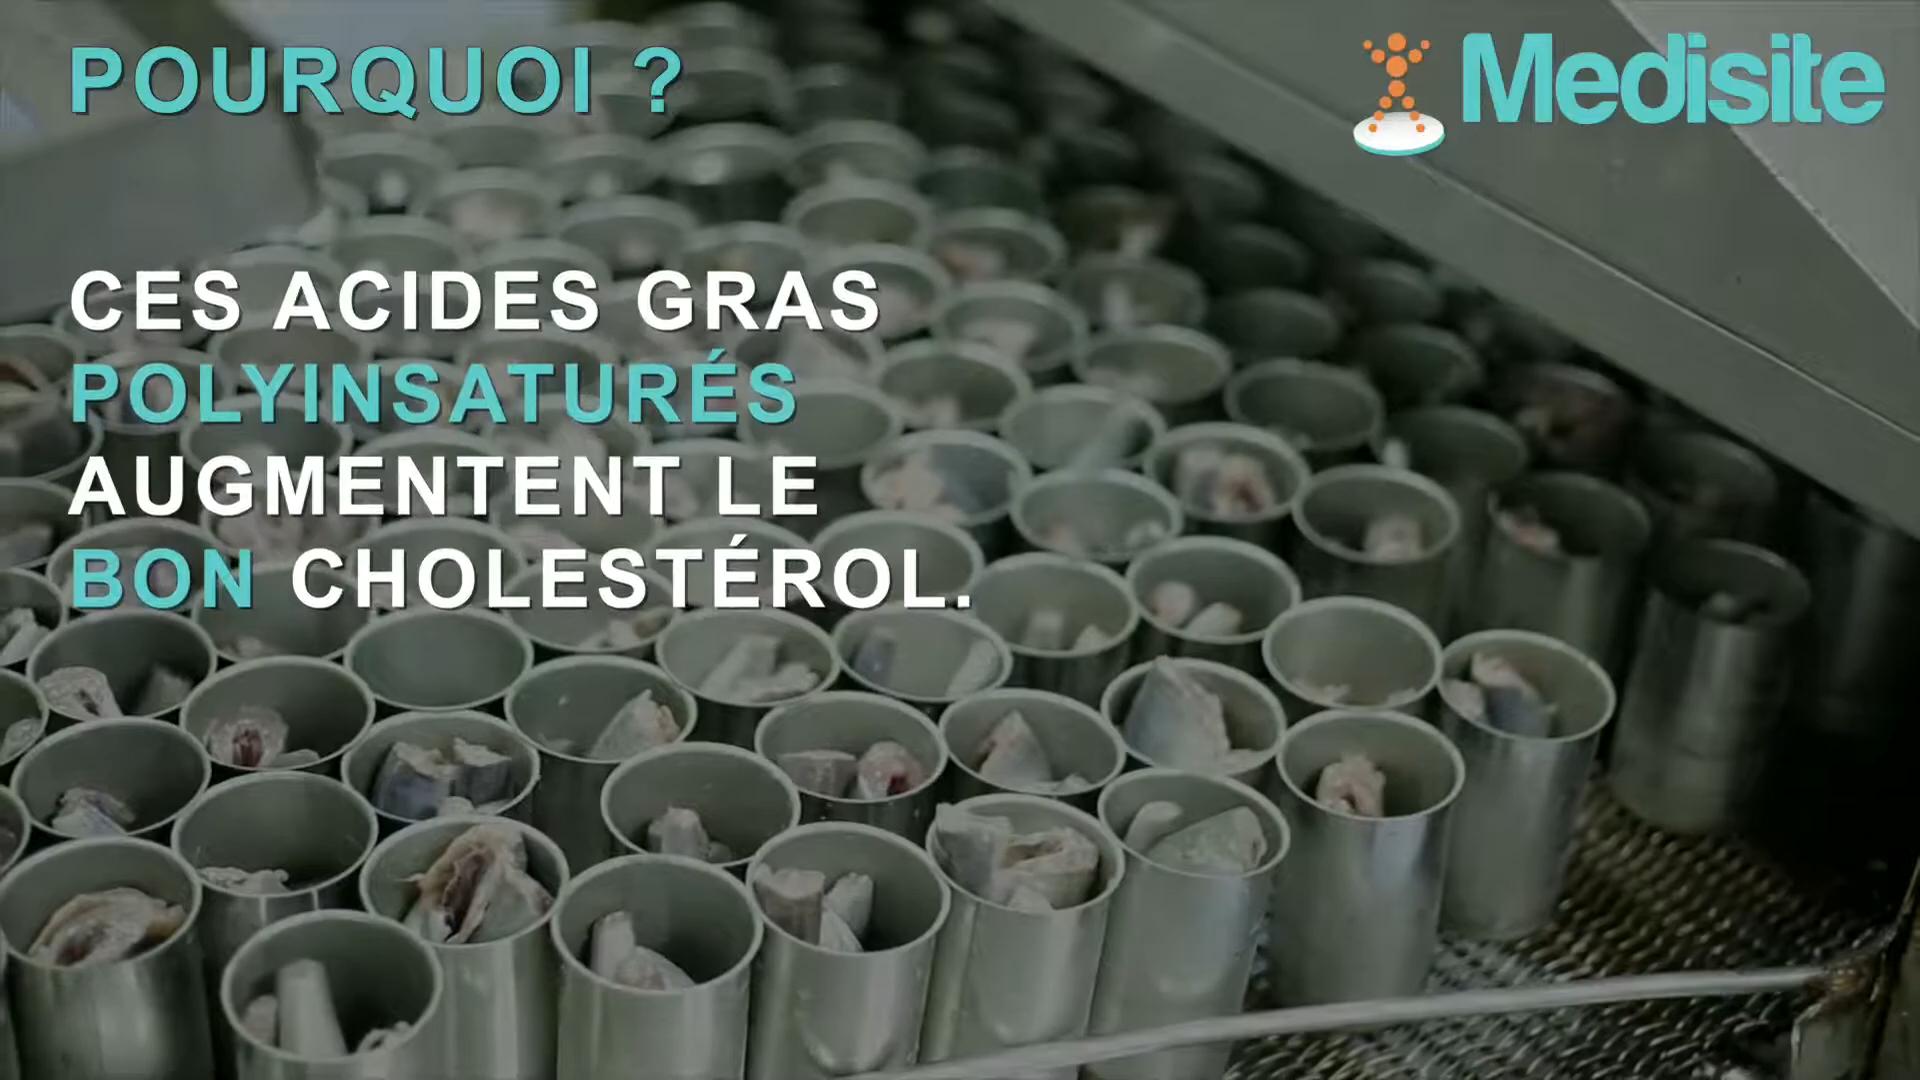 POURQUOI ?
Medisite
CES ACIDES GRAS
POLYINSATURÉS
AUGMENTENT LE
BON CHOLESTÉROL.